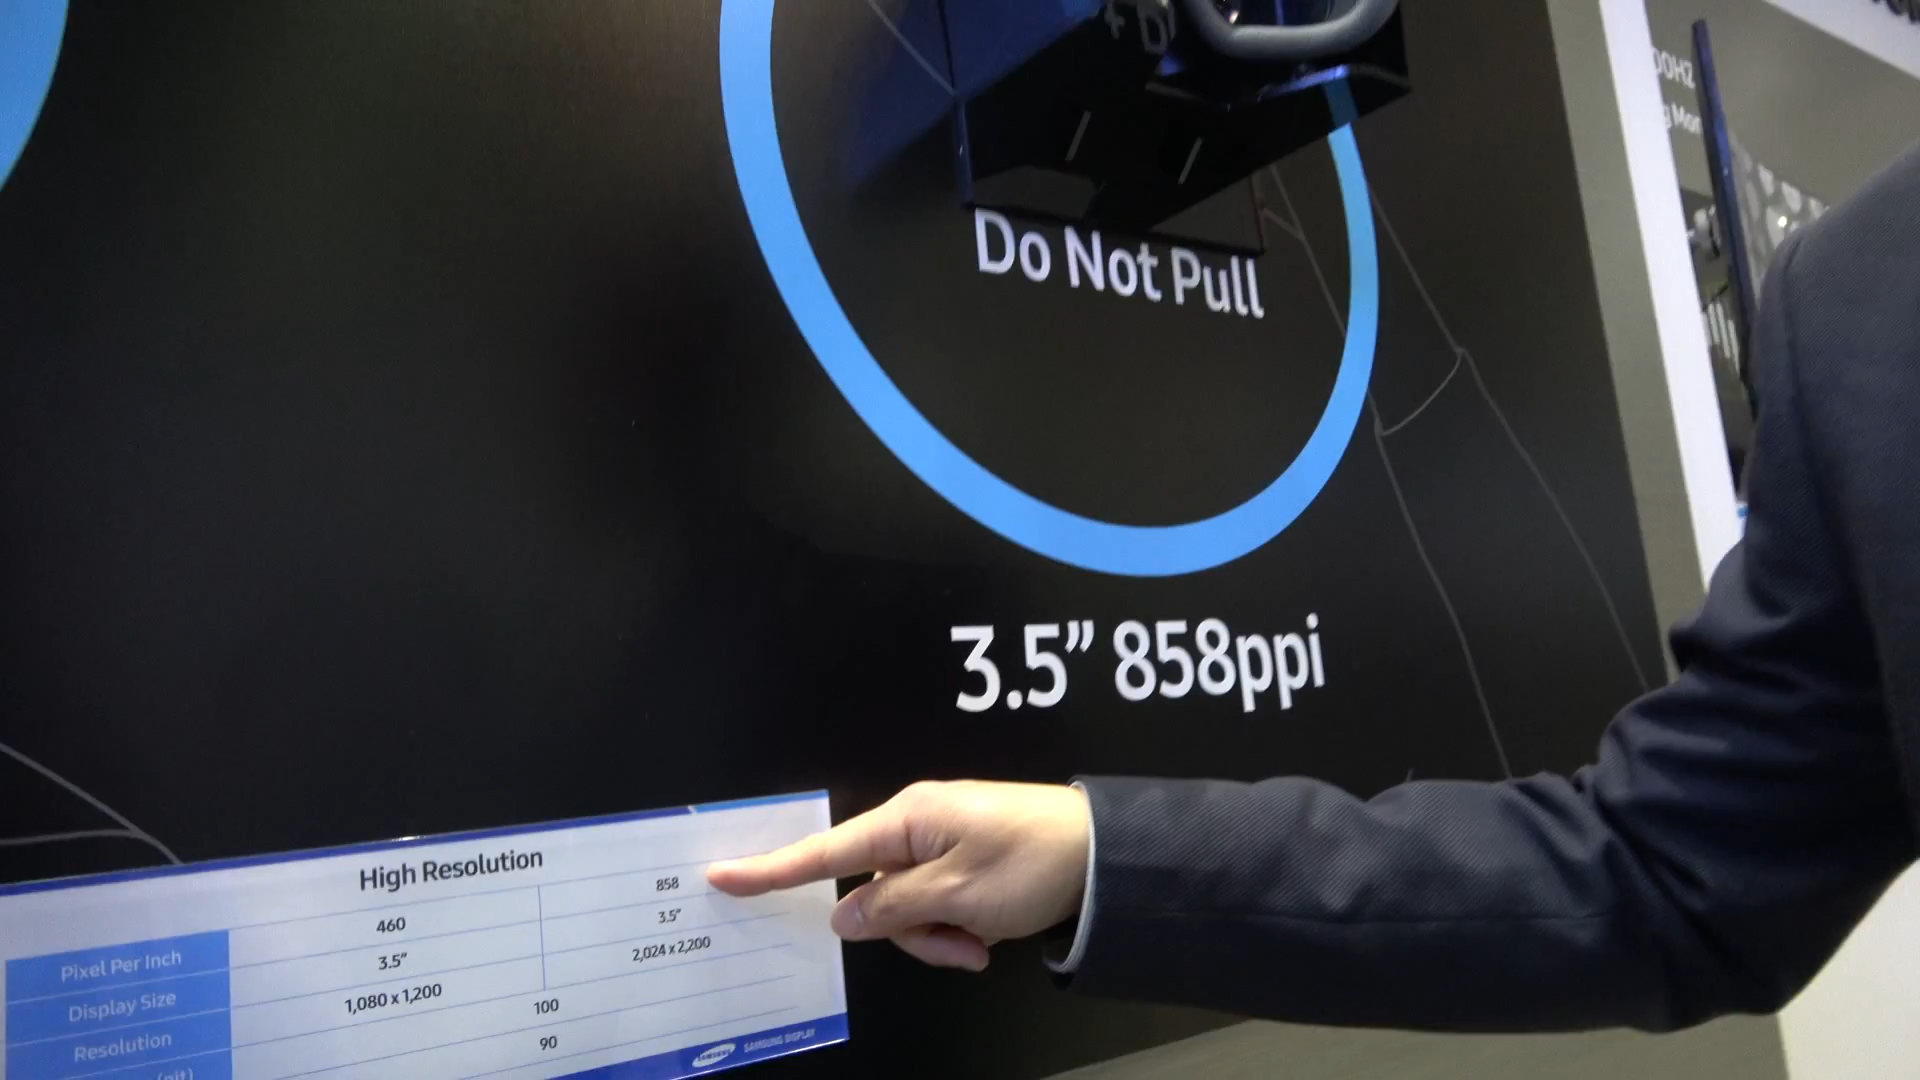 Do Not Pull
3.5” 858ppi
High Resolution
Pixel Per Inch 460 858
Display Size 3.5” 3.5”
Resolution 1,080 x 1,200 2,024 x 2,200
(nit) 100
90
SAMSUNG SAMSUNG DISPLAY